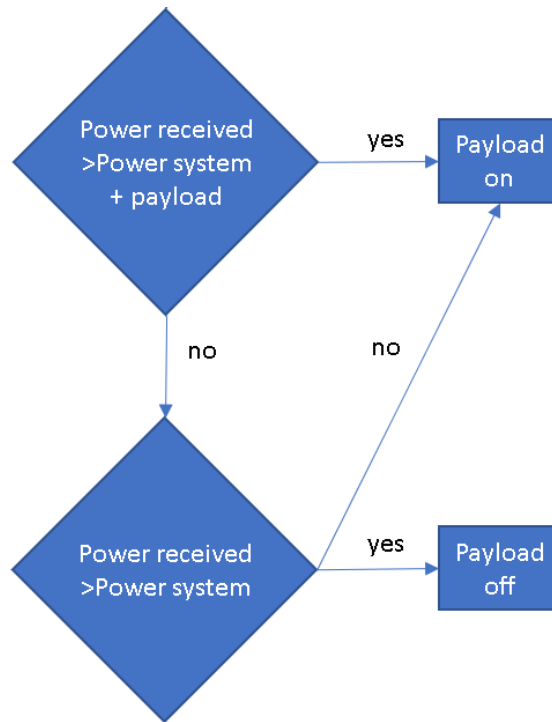 Power received
>Power system
+ payload
yes
Payload
on
no
no
Power received
>Power system
yes
Payload
off